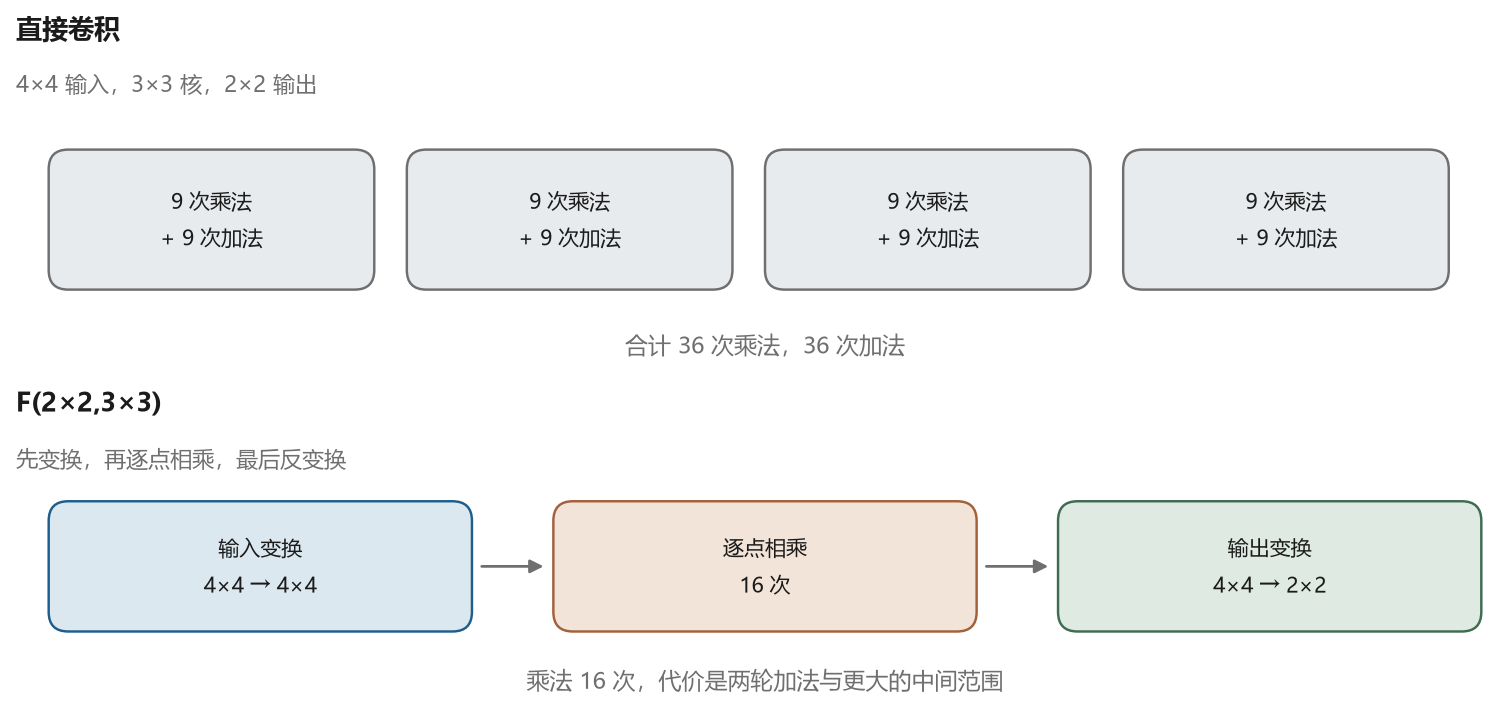 直接卷积
4×4 输入，3×3 核，2×2 输出
9 次乘法
+ 9 次加法
9 次乘法
+ 9 次加法
9 次乘法
+ 9 次加法
9 次乘法
+ 9 次加法
合计 36 次乘法，36 次加法
F(2×2,3×3)
先变换，再逐点相乘，最后反变换
输入变换
4×4 → 4×4
逐点相乘
16 次
输出变换
4×4 → 2×2
乘法 16 次，代价是两轮加法与更大的中间范围